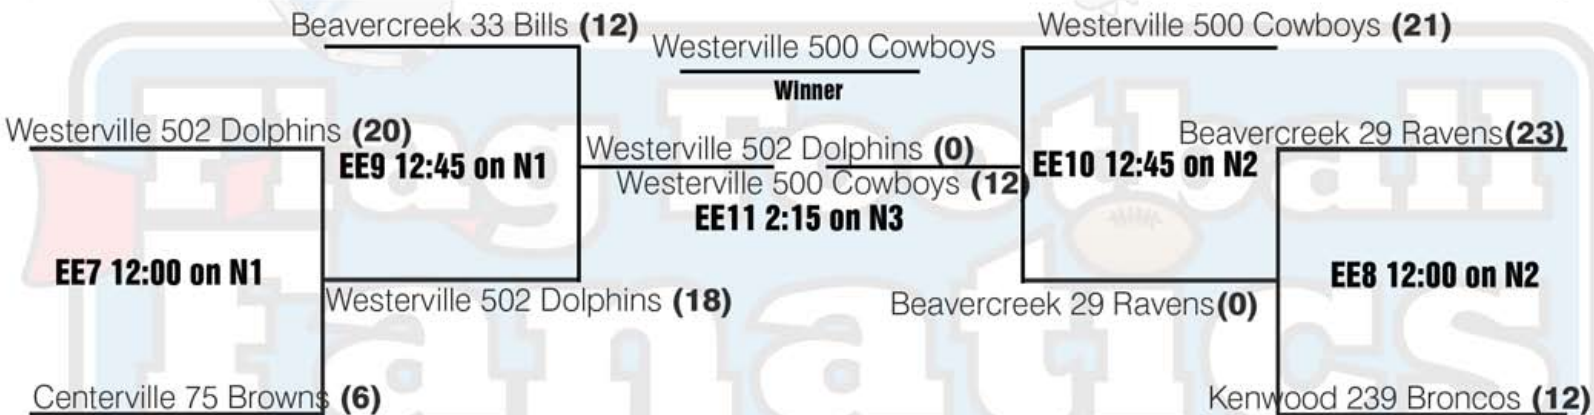 Beavercreek 33 Bills (12)
Westerville 500 Cowboys
Winner
Westerville 500 Cowboys (21)
Westerville 502 Dolphins (20)
EE9 12:45 on N1
Westerville 502 Dolphins (0)
Westerville 500 Cowboys (12)
EE11 2:15 on N3
EE10 12:45 on N2
Beavercreek 29 Ravens(23)
EE7 12:00 on N1
Westerville 502 Dolphins (18)
Beavercreek 29 Ravens(0)
EE8 12:00 on N2
Centerville 75 Browns (6)
Kenwood 239 Broncos (12)
Flag Football
Fanatics